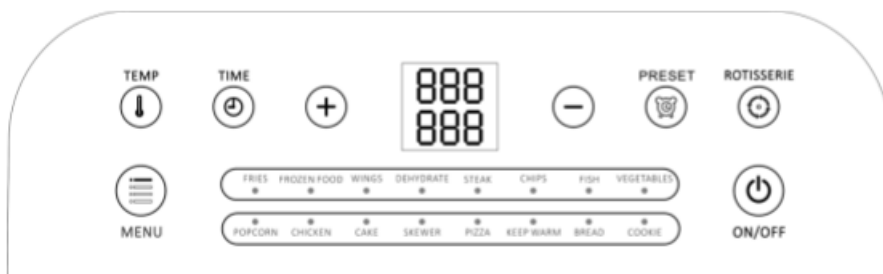 TEMP TIME PRESET ROTISSERIE
888
888
FRIES FROZEN FOOD WINGS DEHYDRATE STEAK CHIPS FISH VEGETABLES
POPCORN CHICKEN CAKE SKEWER PIZZA KEEP WARM BREAD COOKIE
MENU ON/OFF